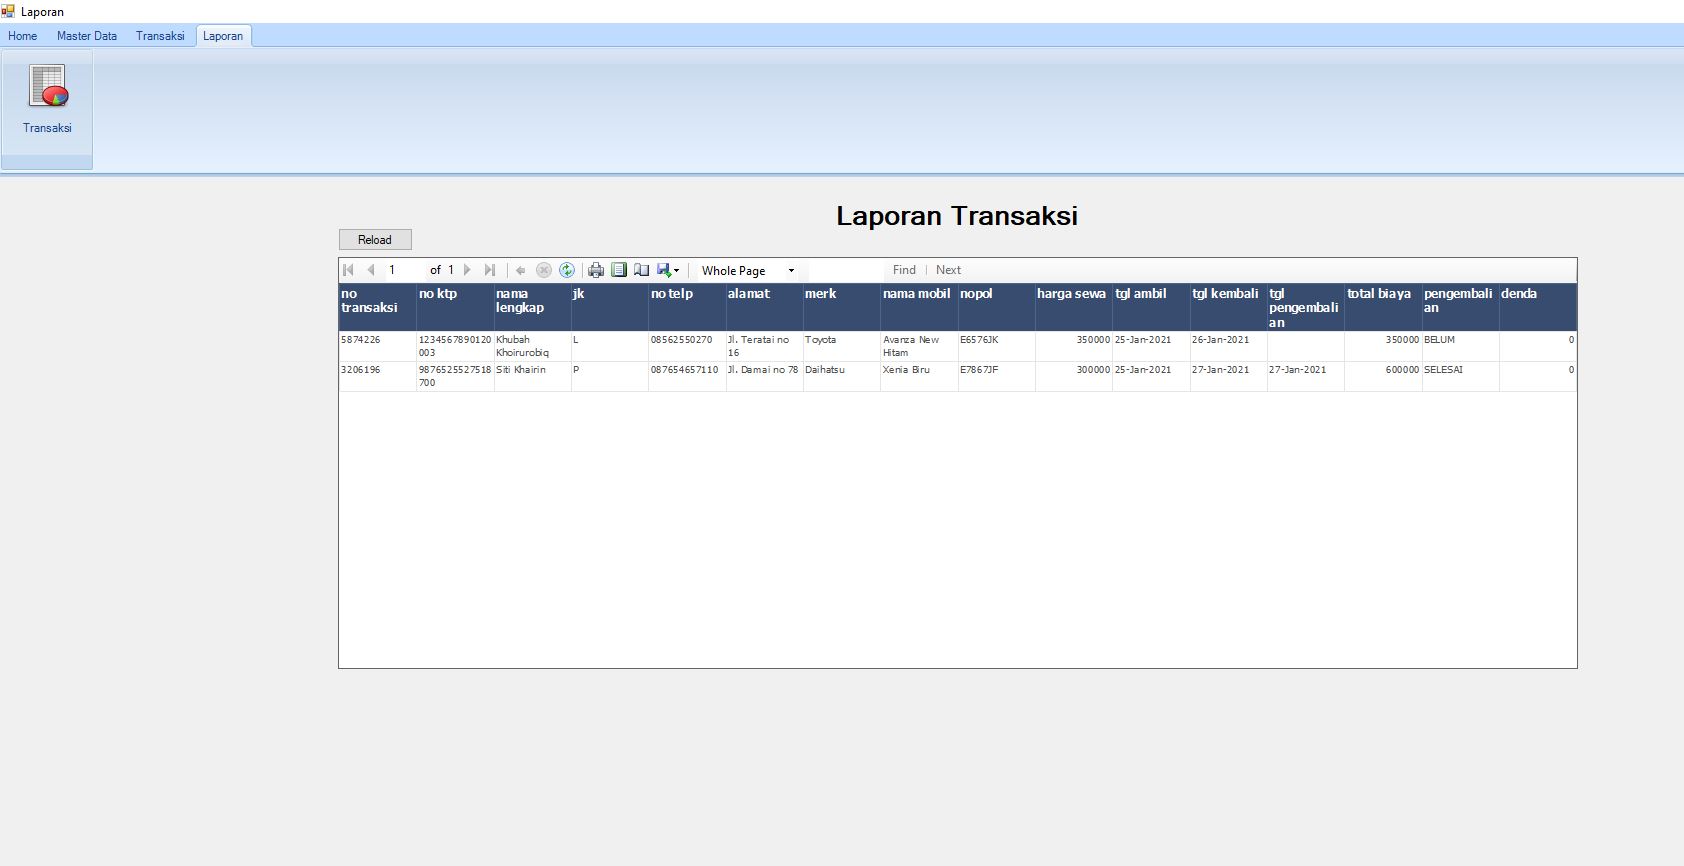 Laporan
Home Master Data Transaksi Laporan
Transaksi
Laporan Transaksi
Reload
1 of 1 Whole Page Find Next
no transaksi no ktp nama lengkap jk no telp alamat merk nama mobil nopol harga sewa tgl ambil tgl kembali tgl pengembalian total biaya pengembalian denda
5874226 1234567890120003 Khubah Khoirurobiq L 08562550270 Jl. Teratai no 16 Toyota Avanza New Hitam E6576JK 350000 25-Jan-2021 26-Jan-2021 350000 BELUM 0
3206196 9876525527518700 Siti Khairin P 087654657110 Jl. Damai no 78 Daihatsu Xenia Biru E7867JF 300000 25-Jan-2021 27-Jan-2021 27-Jan-2021 600000 SELESAI 0